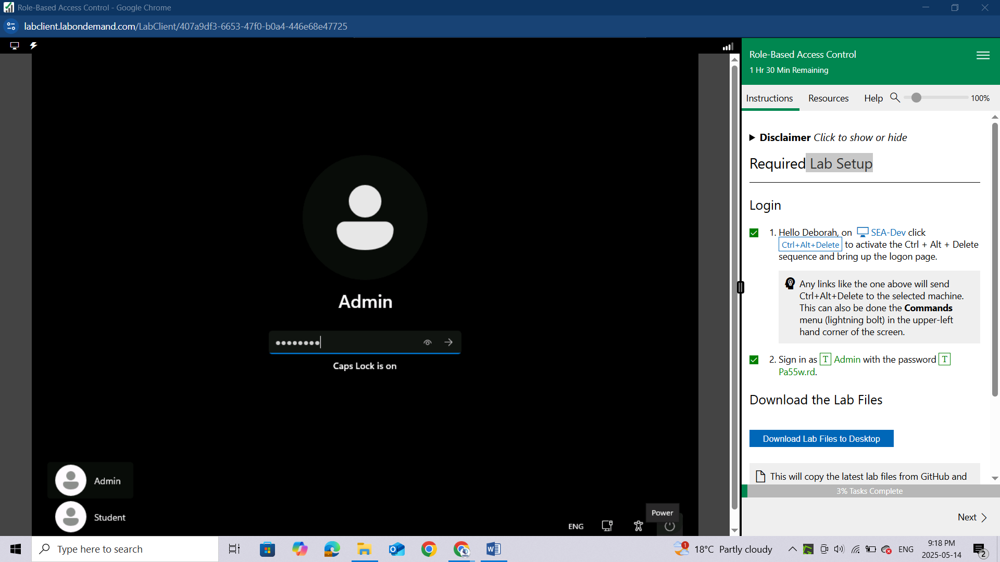 Role-Based Access Control - Google Chrome
labclient.labondemand.com/LabClient/407a9df3-6653-47f0-b0a4-446e68e47725
Admin
Caps Lock is on
Admin
Student
Power
ENG
Role-Based Access Control
1 Hr 30 Min Remaining
Instructions
Resources
Help
100%
Disclaimer Click to show or hide
Required Lab Setup
Login
1. Hello Deborah, on SEA-Dev click
Ctrl+Alt+Delete to activate the Ctrl + Alt + Delete
sequence and bring up the logon page.
Any links like the one above will send
Ctrl+Alt+Delete to the selected machine.
This can also be done the Commands
menu (lightning bolt) in the upper-left
hand corner of the screen.
2. Sign in as T Admin with the password T
Pa55w.rd.
Download the Lab Files
Download Lab Files to Desktop
This will copy the latest lab files from GitHub and
3% Tasks Complete
Next
Type here to search
1
18°C Partly cloudy
ENG
9:18 PM
2025-05-14
2